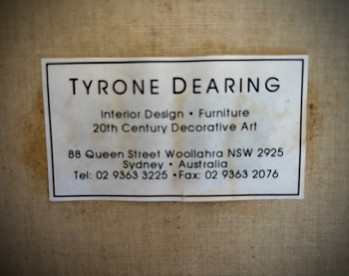 TYRONE DEARING
Interior Design • Furniture
20th Century Decorative Art
88 Queen Street Woollahra NSW 2925
Sydney • Australia
Tel: 02 9363 3225 •Fax: 02 9363 2076